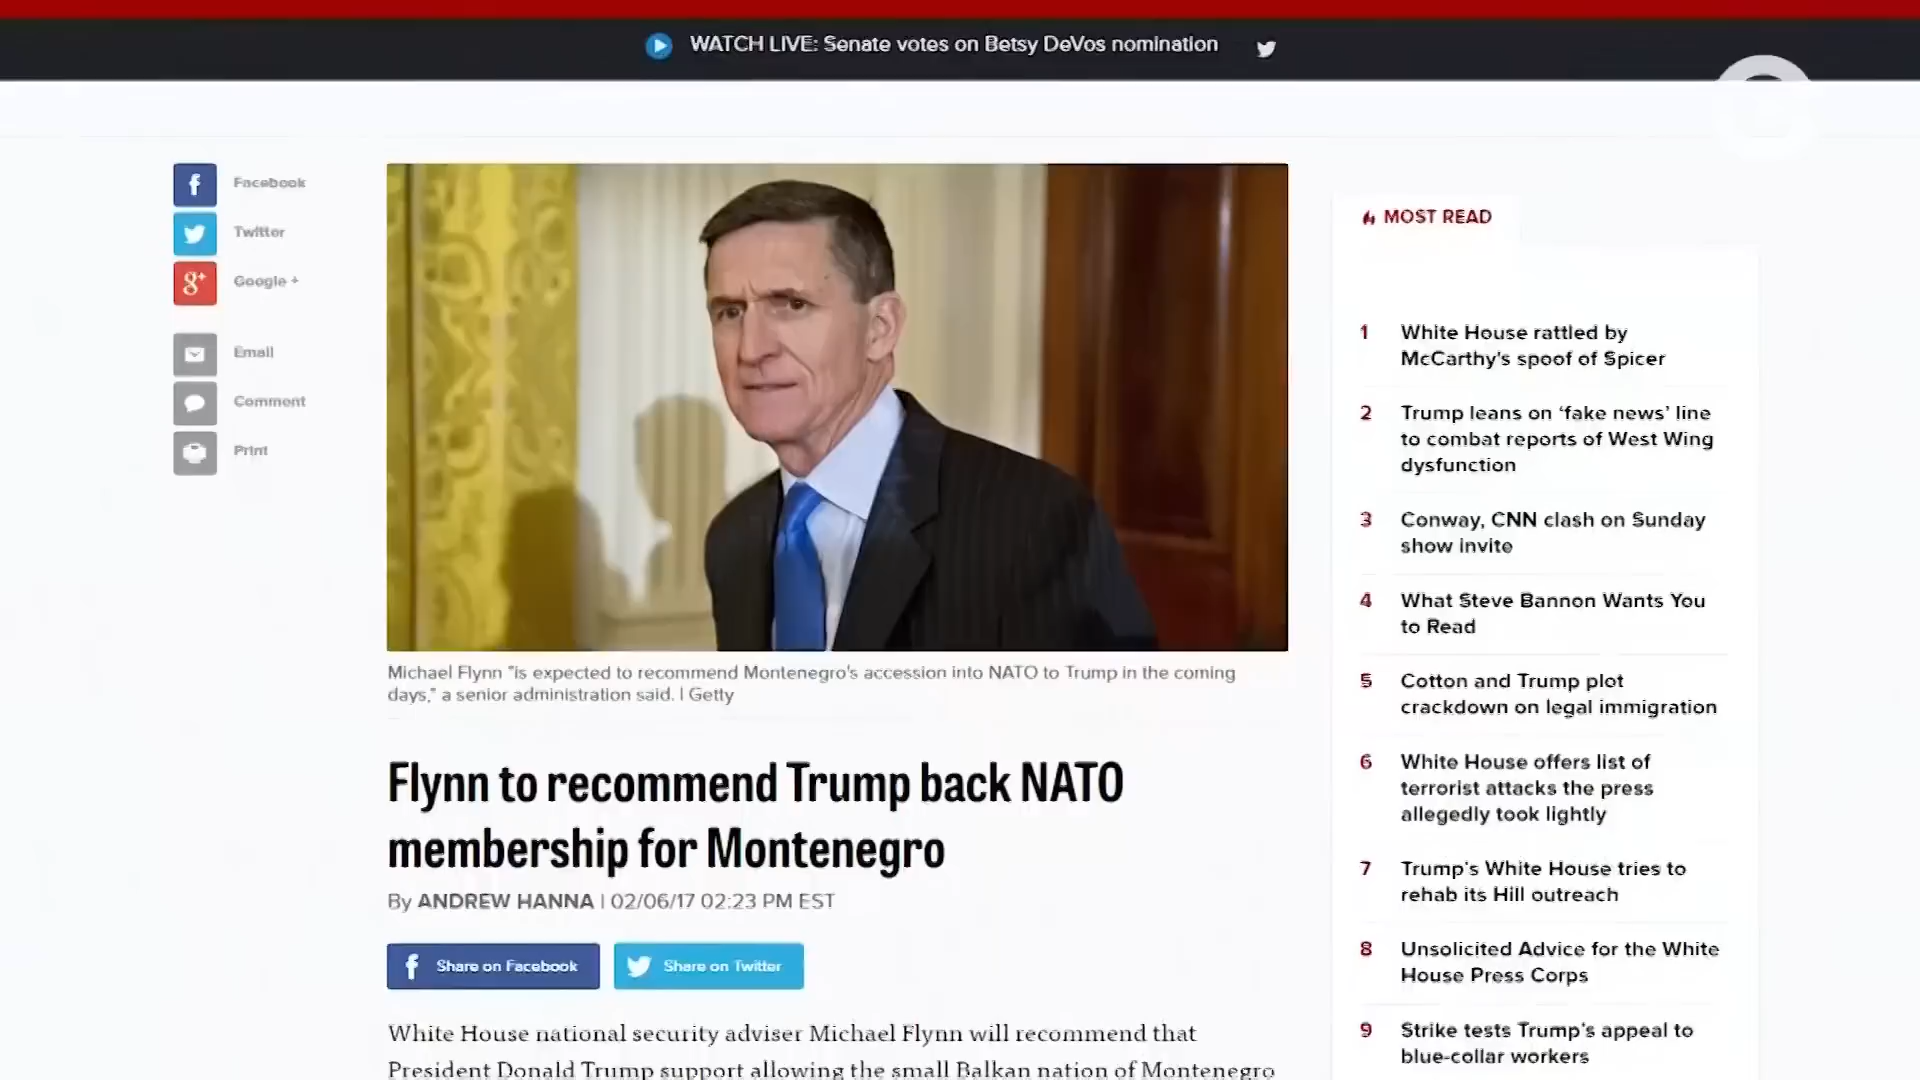 WATCH LIVE: Senate votes on Betsy DeVos nomination
Facebook
Twitter
Google +
Email
Comment
Print
Michael Flynn "is expected to recommend Montenegro's accession into NATO to Trump in the coming
days," a senior administration said. | Getty
Flynn to recommend Trump back NATO
membership for Montenegro
By ANDREW HANNA | 02/06/17 02:23 PM EST
Share on Facebook
Share on Twitter
White House national security adviser Michael Flynn will recommend that
President Donald Trump support allowing the small Balkan nation of Montenegro
MOST READ
1 White House rattled by
McCarthy's spoof of Spicer
2 Trump leans on ‘fake news’ line
to combat reports of West Wing
dysfunction
3 Conway, CNN clash on Sunday
show invite
4 What Steve Bannon Wants You
to Read
5 Cotton and Trump plot
crackdown on legal immigration
6 White House offers list of
terrorist attacks the press
allegedly took lightly
7 Trump's White House tries to
rehab its Hill outreach
8 Unsolicited Advice for the White
House Press Corps
9 Strike tests Trump's appeal to
blue-collar workers